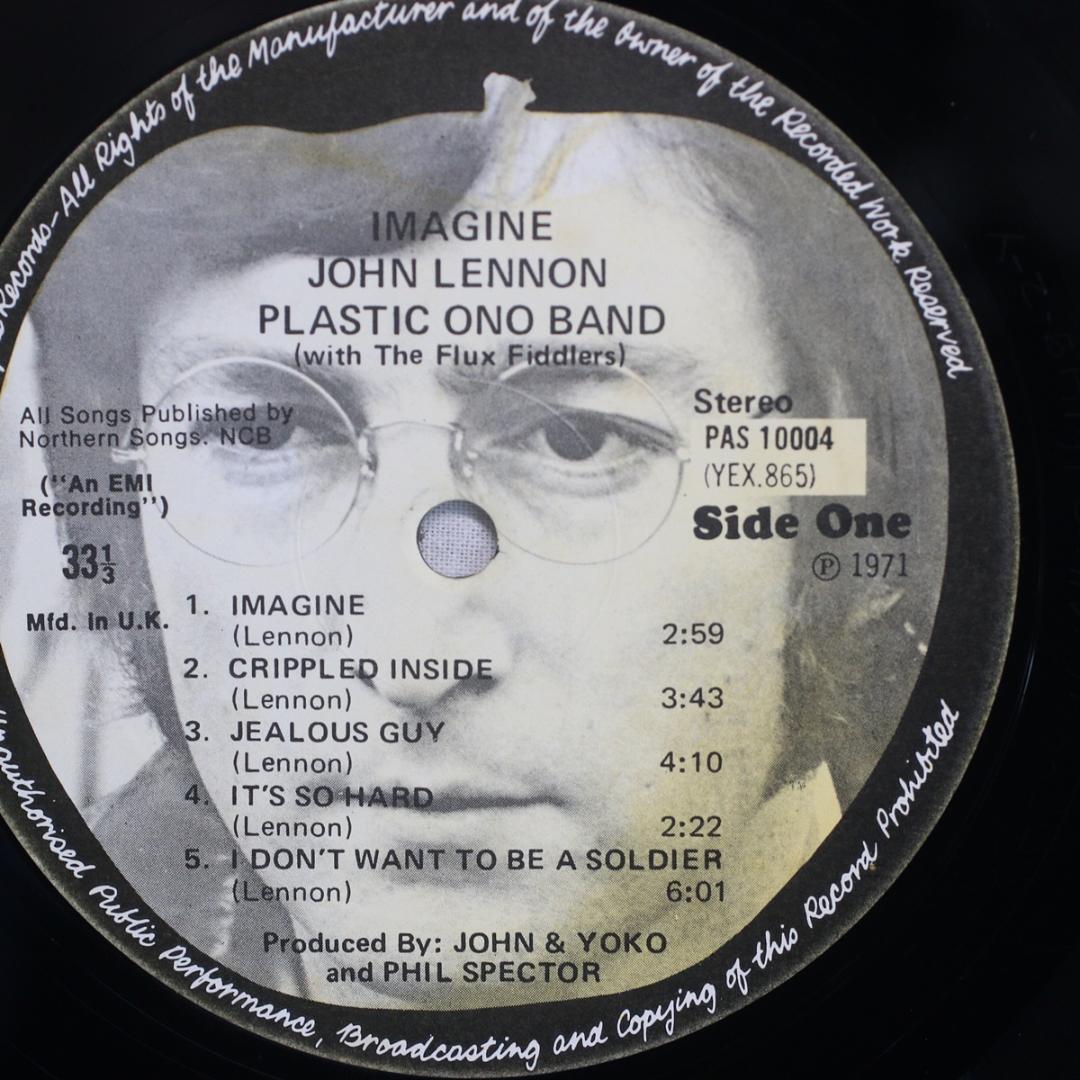 Records-All Rights of the Manufacturer and of the Owner of the Recorded Work Reserved
IMAGINE
JOHN LENNON
PLASTIC ONO BAND
(with The Flux Fiddlers)
All Songs Published by
Northern Songs. NCB
("An EMI
Recording")
33⅓
Mfd. In U.K.
Stereo
PAS 10004
(YEX.865)
Side One
℗ 1971
1. IMAGINE
(Lennon) 2:59
2. CRIPPLED INSIDE
(Lennon) 3:43
3. JEALOUS GUY
(Lennon) 4:10
4. IT'S SO HARD
(Lennon) 2:22
5. I DON'T WANT TO BE A SOLDIER
(Lennon) 6:01
Produced By: JOHN & YOKO
and PHIL SPECTOR
Unauthorised Public Performance, Broadcasting and Copying of this Record Prohibited